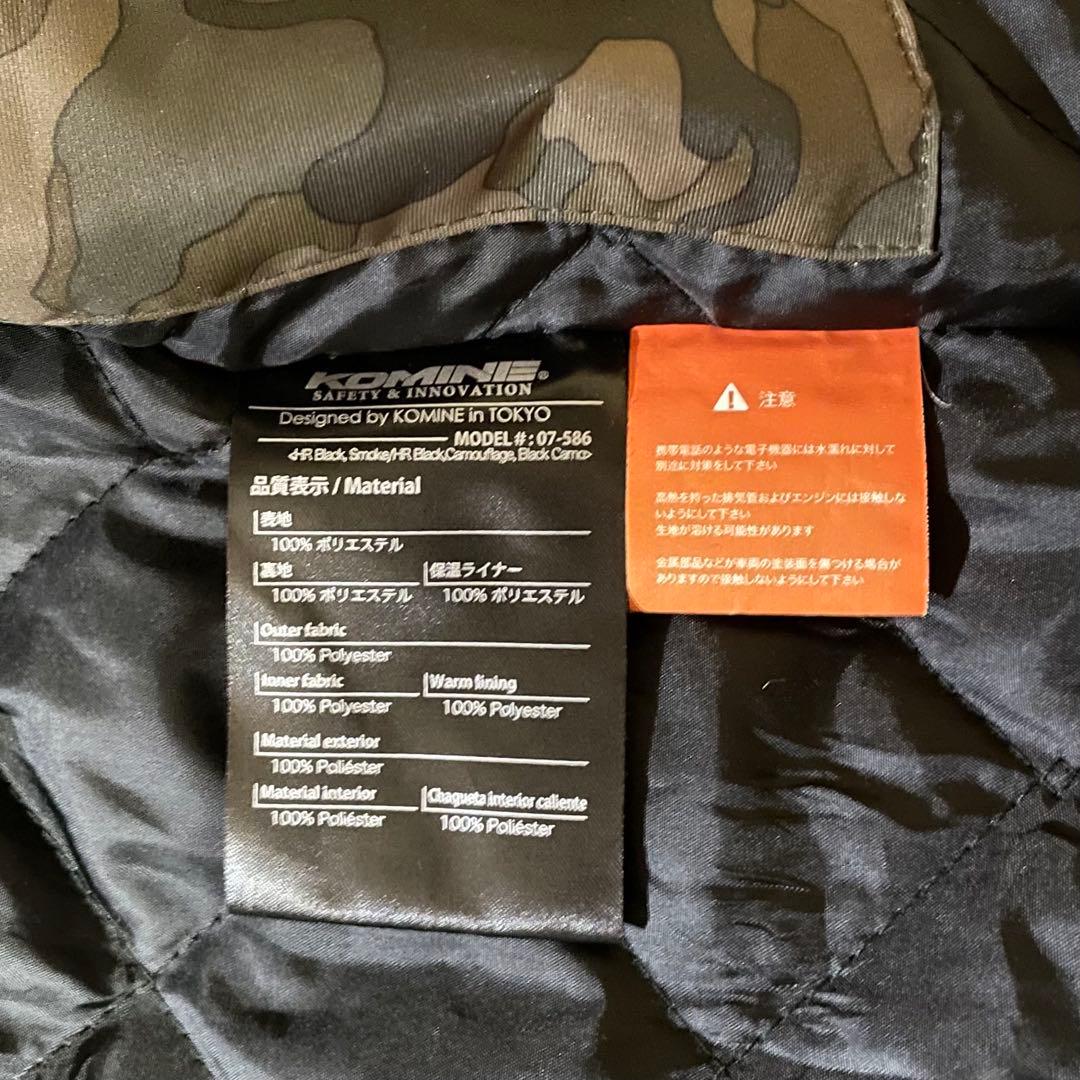 KOMINE®
SAFETY & INNOVATION
Designed by KOMINE in TOKYO
MODEL#: 07-586
<HR Black, Smoke/HR Black,Camouflage, Black Camo>
品質表示 / Material
表地
100% ポリエステル
裏地
100% ポリエステル
保温ライナー
100% ポリエステル
Outer fabric
100% Polyester
Inner fabric
100% Polyester
Warm lining
100% Polyester
Material exterior
100% Poliéster
Material interior
100% Poliéster
Chaqueta interior caliente
100% Poliéster
注意
携帯電話のような電子機器には水濡れに対して
別途に対策をして下さい
高熱を持った排気管およびエンジンには接触しな
いようにして下さい
生地が溶ける可能性があります
金属部品などが車両の塗装面を傷つける場合が
ありますので接触しないようにして下さい